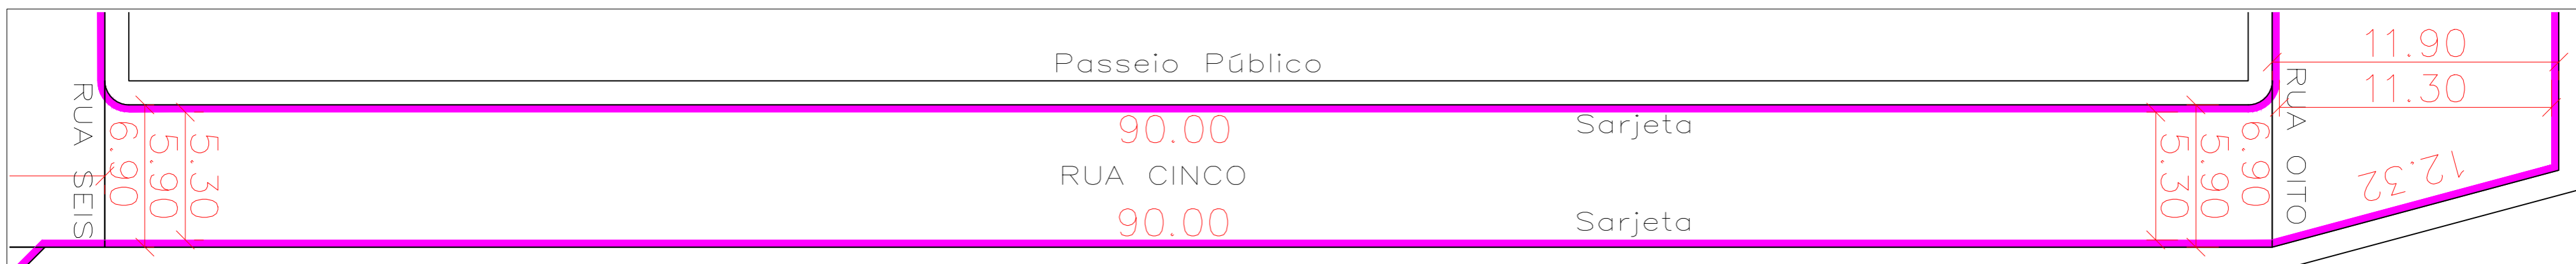 Passeio Público
11.90
11.30
RUA SEIS
6.90
5.90
5.30
90.00
Sarjeta
RUA CINCO
90.00
Sarjeta
5.30
5.90
6.90
RUA OITO
12.32